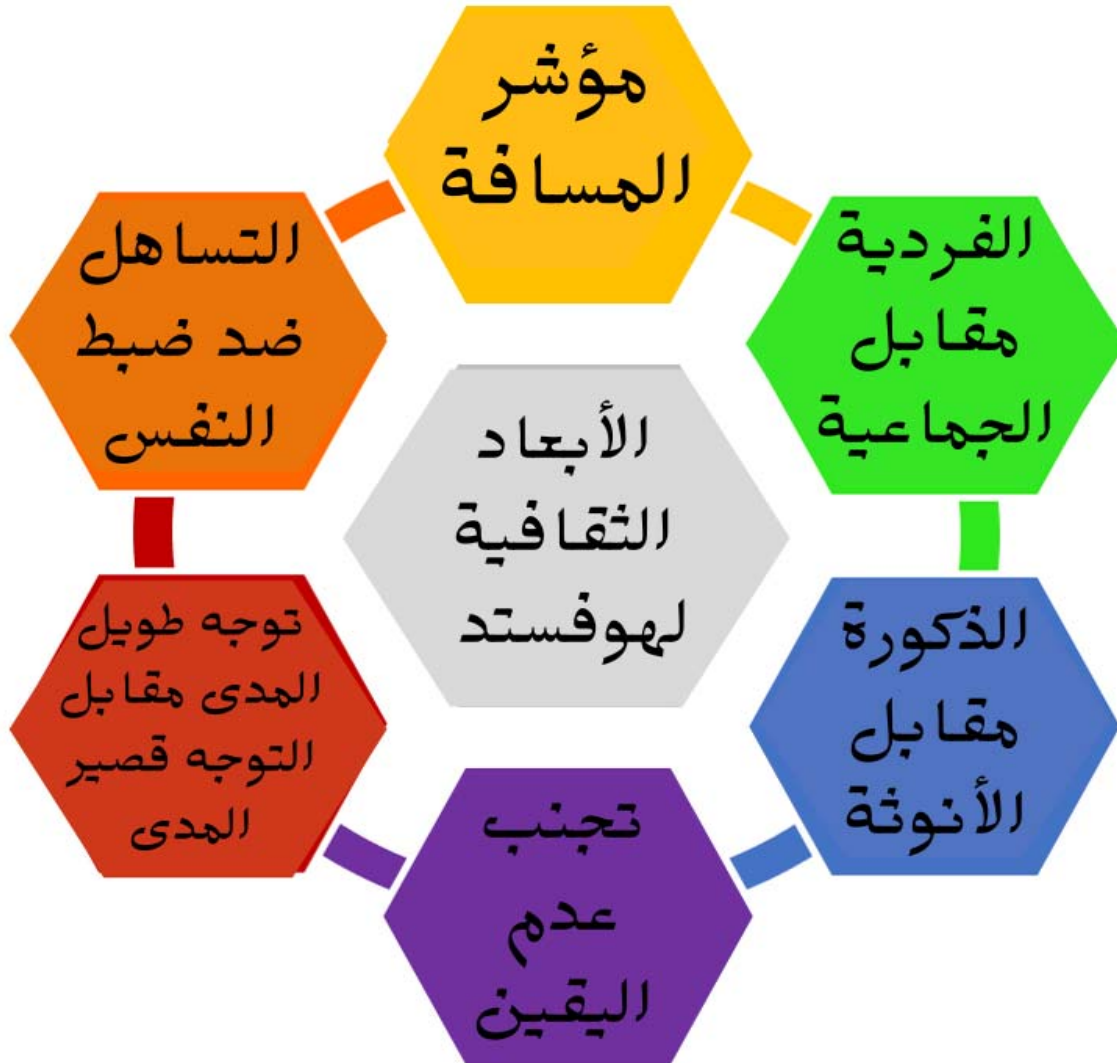 مؤشر
المسافة
الفردية
مقابل
الجماعية
الذكورة
مقابل
الأنوثة
تجنب
عدم
اليقين
توجه طويل
المدى مقابل
التوجه قصير
المدى
التساهل
ضد ضبط
النفس
الأبعاد
الثقافية
لهوفستد